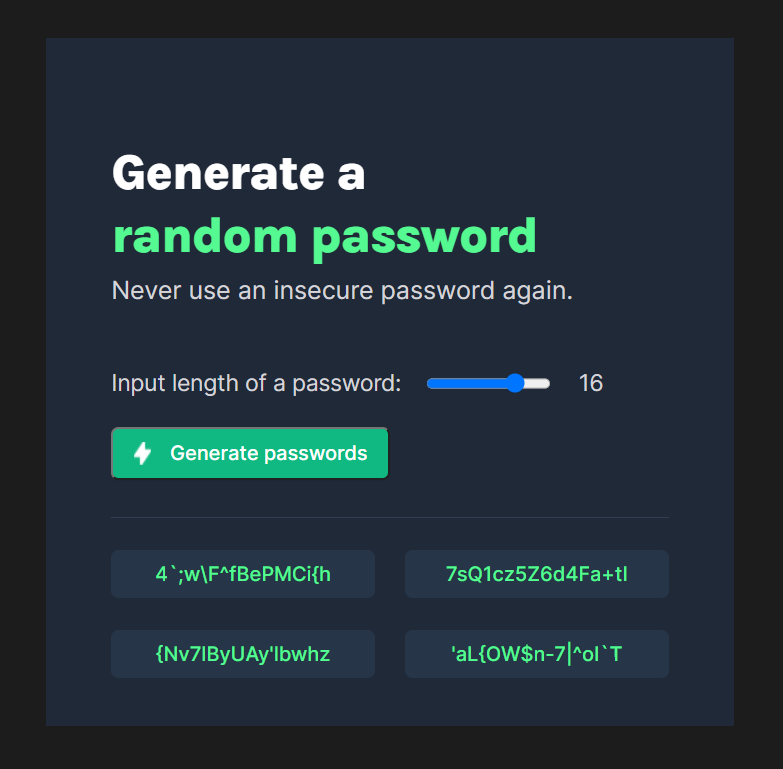 Generate a
random password
Never use an insecure password again.
Input length of a password: 16
Generate passwords
4`;w\F^fBePMCi{h
7sQ1cz5Z6d4Fa+tl
{Nv7lByUAy'lbwhz
'aL{OW$n-7|^ol`T